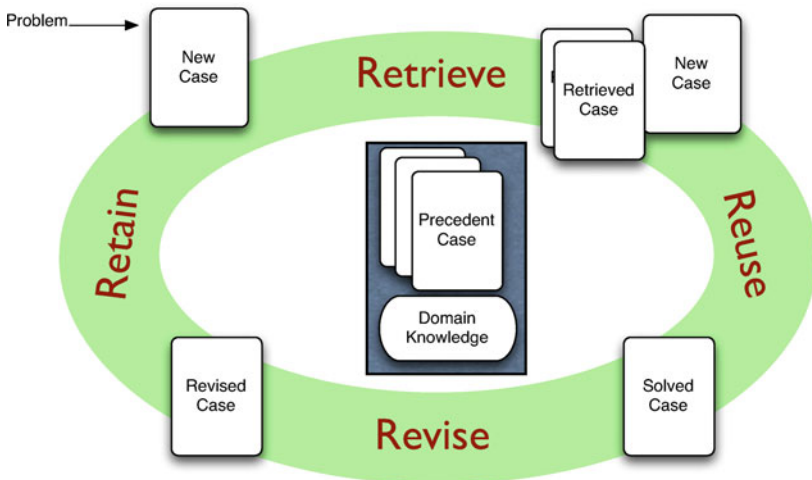 Problem
New
Case
Retrieve
Retrieved
Case
New
Case
Retain
Precedent
Case
Reuse
Domain
Knowledge
Revised
Case
Revise
Solved
Case